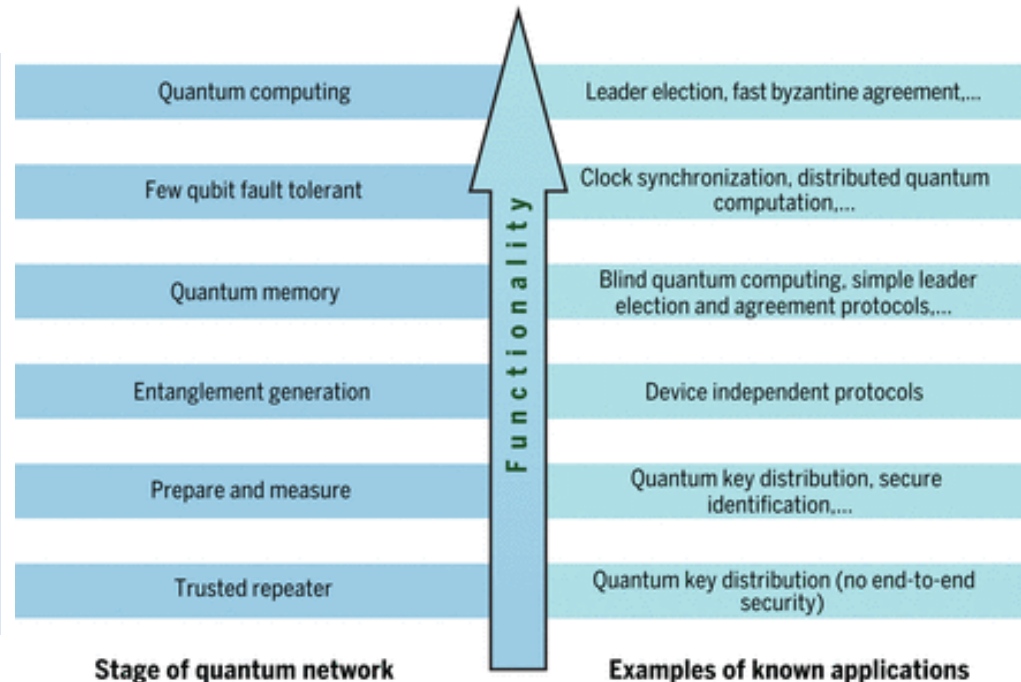 Quantum computing
Leader election, fast byzantine agreement,...
Few qubit fault tolerant
Clock synchronization, distributed quantum
computation,...
Quantum memory
Blind quantum computing, simple leader
election and agreement protocols,...
Entanglement generation
Device independent protocols
Prepare and measure
Quantum key distribution, secure
identification,...
Trusted repeater
Quantum key distribution (no end-to-end
security)
Functionality
Stage of quantum network
Examples of known applications